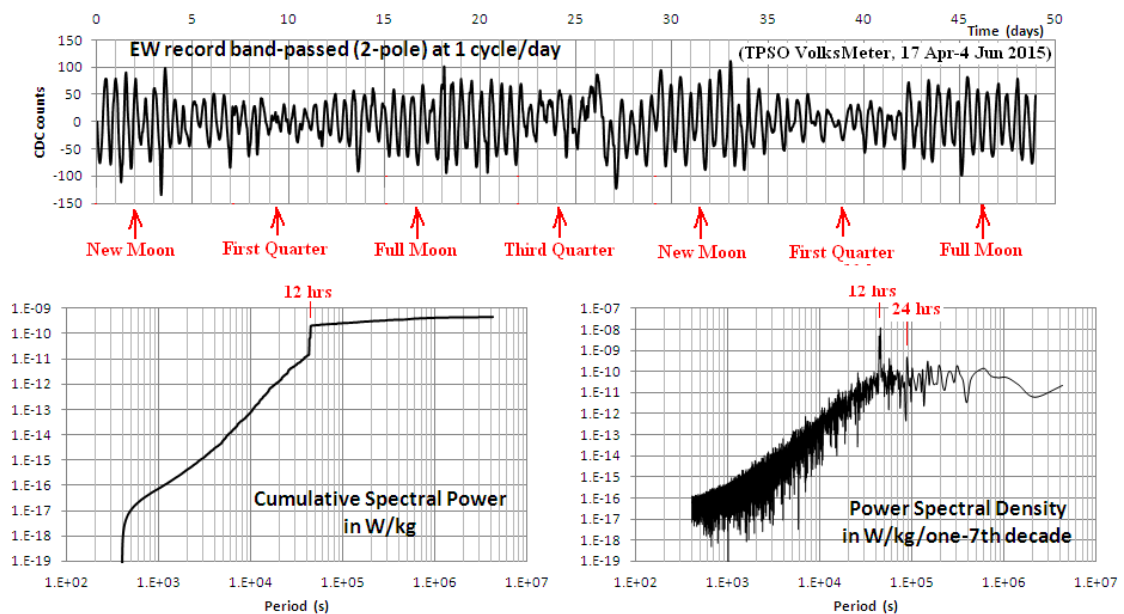 0 5 10 15 20 25 30 35 40 45 50
Time (days)
EW record band-passed (2-pole) at 1 cycle/day
(TPSO VolksMeter, 17 Apr-4 Jun 2015)
150
100
50
0
-50
-100
-150
CDC counts
New Moon
First Quarter
Full Moon
Third Quarter
New Moon
First Quarter
Full Moon
12 hrs
1.E-09
1.E-10
1.E-11
1.E-12
1.E-13
1.E-14
1.E-15
1.E-16
1.E-17
1.E-18
1.E-19
Cumulative Spectral Power
in W/kg
1.E+02 1.E+03 1.E+04 1.E+05 1.E+06 1.E+07
Period (s)
12 hrs
24 hrs
1.E-07
1.E-08
1.E-09
1.E-10
1.E-11
1.E-12
1.E-13
1.E-14
1.E-15
1.E-16
1.E-17
1.E-18
1.E-19
Power Spectral Density
in W/kg/one-7th decade
1.E+02 1.E+03 1.E+04 1.E+05 1.E+06 1.E+07
Period (s)